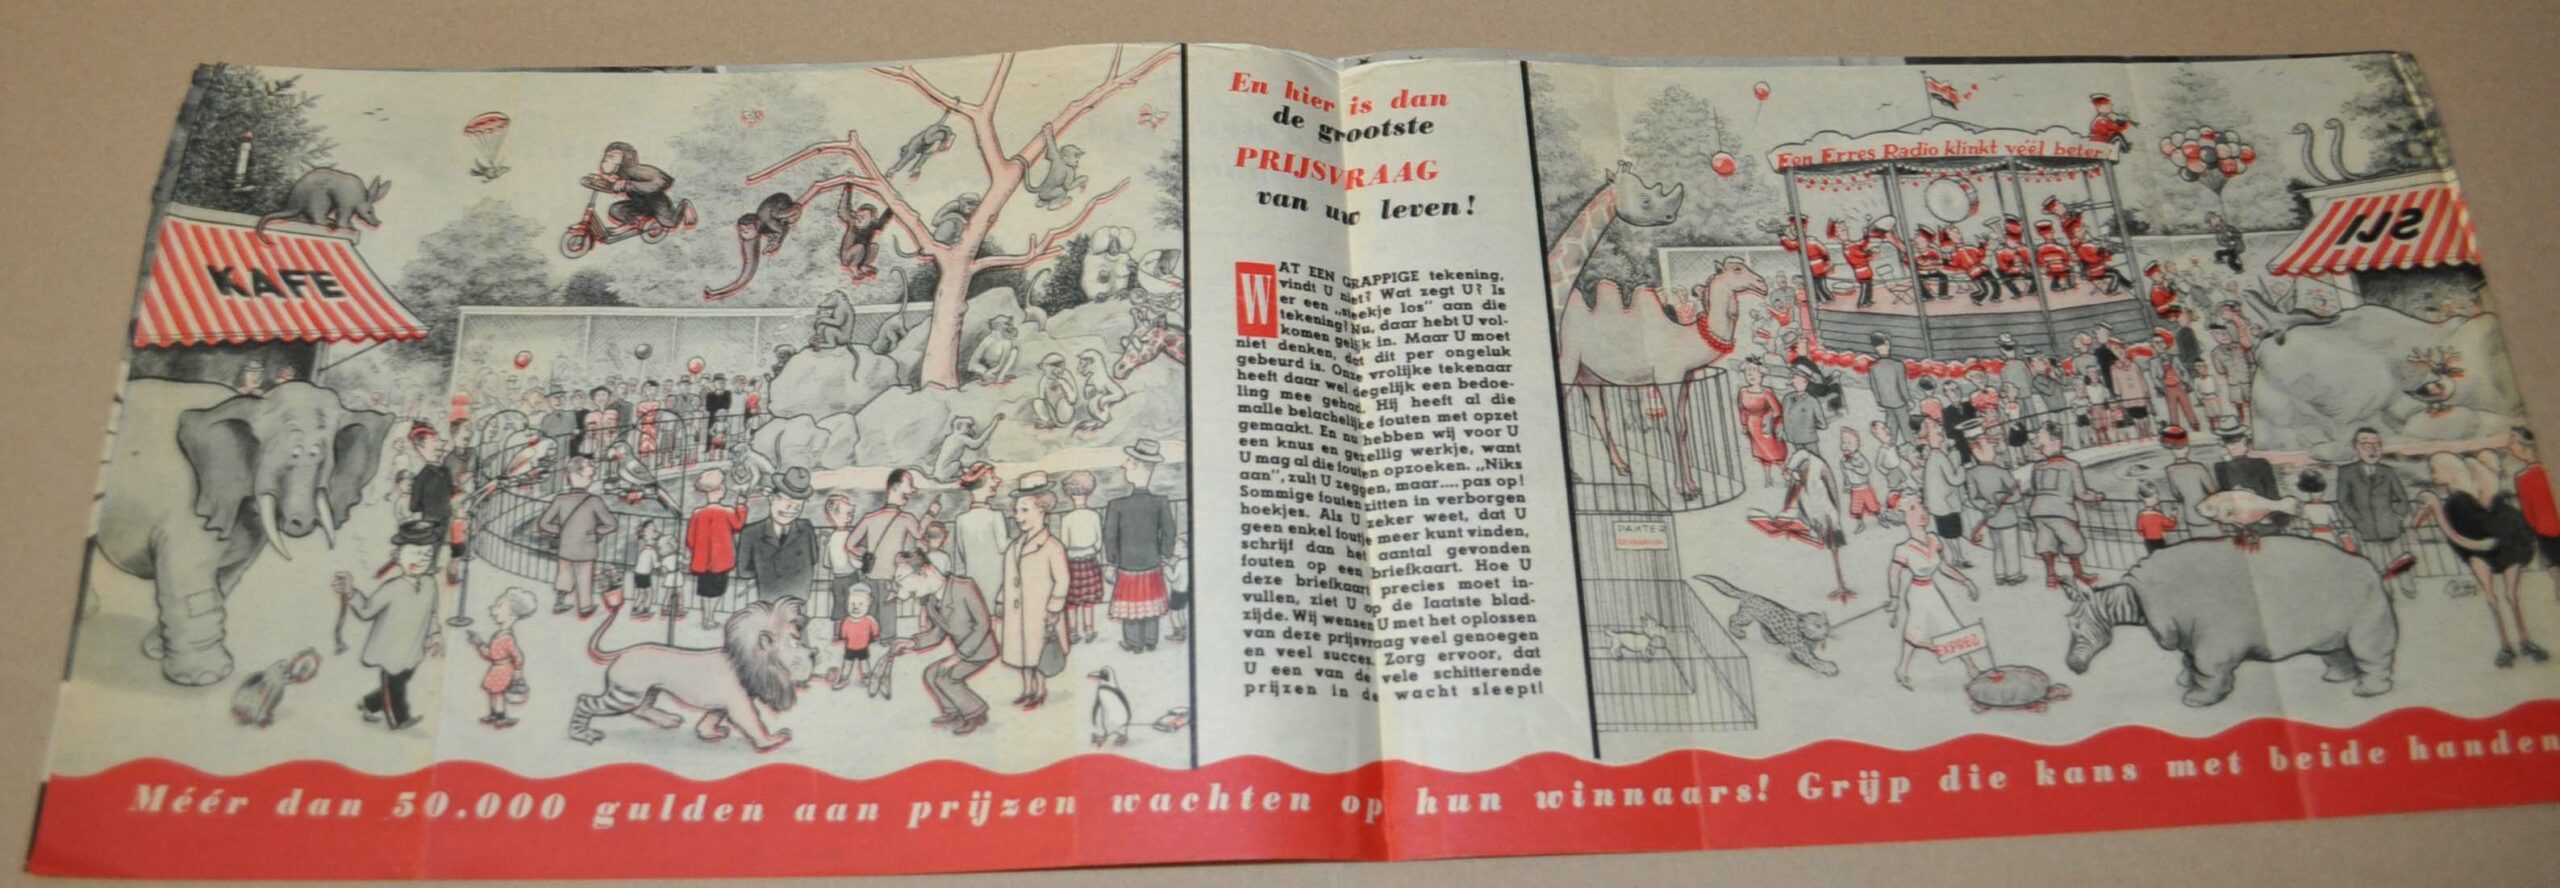 KAFE
En hier is dan
de grootste
PRIJSVRAAG
van uw leven!
WAT EEN GRAPPIGE tekening,
vindt U niet? Wat zegt U? Is
er een „steekje los" aan die
tekening? Nu, daar hebt U vol-
komen gelijk in. Maar U moet
niet denken, dat dit per ongeluk
gebeurd is. Onze vrolijke tekenaar
heeft daar wel degelijk een bedoe-
ling mee gehad. Hij heeft al die
malle belachelijke fouten met opzet
gemaakt. En nu hebben wij voor U
een knus en gezellig werkje, want
U mag al die fouten opzoeken. „Niks
aan", zult U zeggen, maar.... pas op!
Sommige fouten zitten in verborgen
hoekjes. Als U zeker weet, dat U
geen enkel foutje meer kunt vinden,
schrijf dan het aantal gevonden
fouten op een briefkaart. Hoe U
deze briefkaart precies moet in-
vullen, ziet U op de laatste blad-
zijde. Wij wensen U met het oplossen
van deze prijsvraag veel genoegen
en veel succes. Zorg ervoor, dat
U een van de vele schitterende
prijzen in de wacht sleept!
Een Erres Radio klinkt véél beter!
IJS
PANTER
EXPRES
Méér dan 50.000 gulden aan prijzen wachten op hun winnaars! Grijp die kans met beide handen